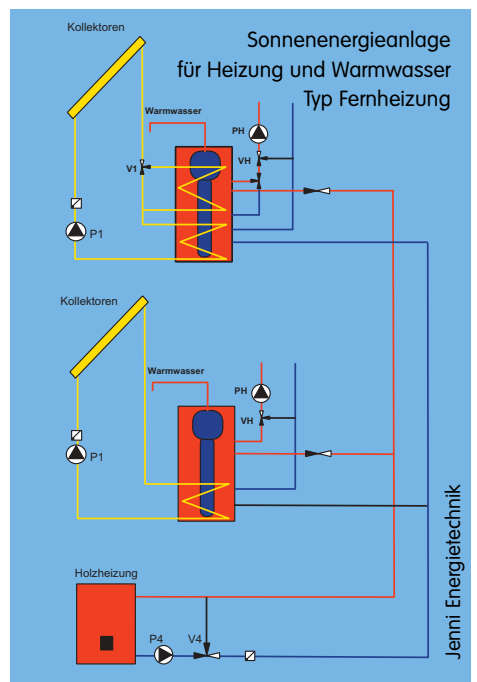 Kollektoren
Sonnenenergieanlage
für Heizung und Warmwasser
Typ Fernheizung
Warmwasser
PH
VH
V1
P1
Kollektoren
Warmwasser
PH
VH
P1
Holzheizung
P4
V4
Jenni Energietechnik